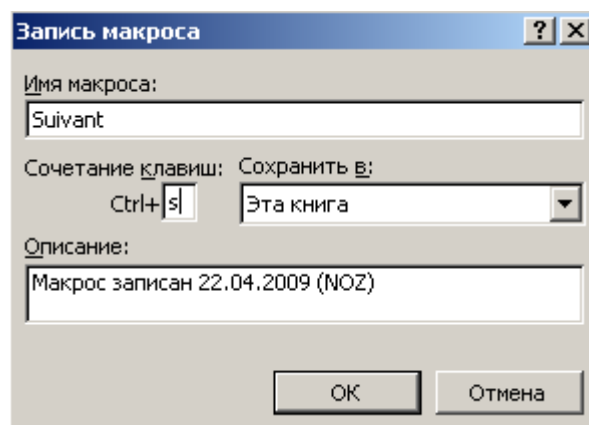 Запись макроса
Имя макроса:
Suivant
Сочетание клавиш: Сохранить в:
Ctrl+ s Эта книга
Описание:
Макрос записан 22.04.2009 (NOZ)
OK Отмена